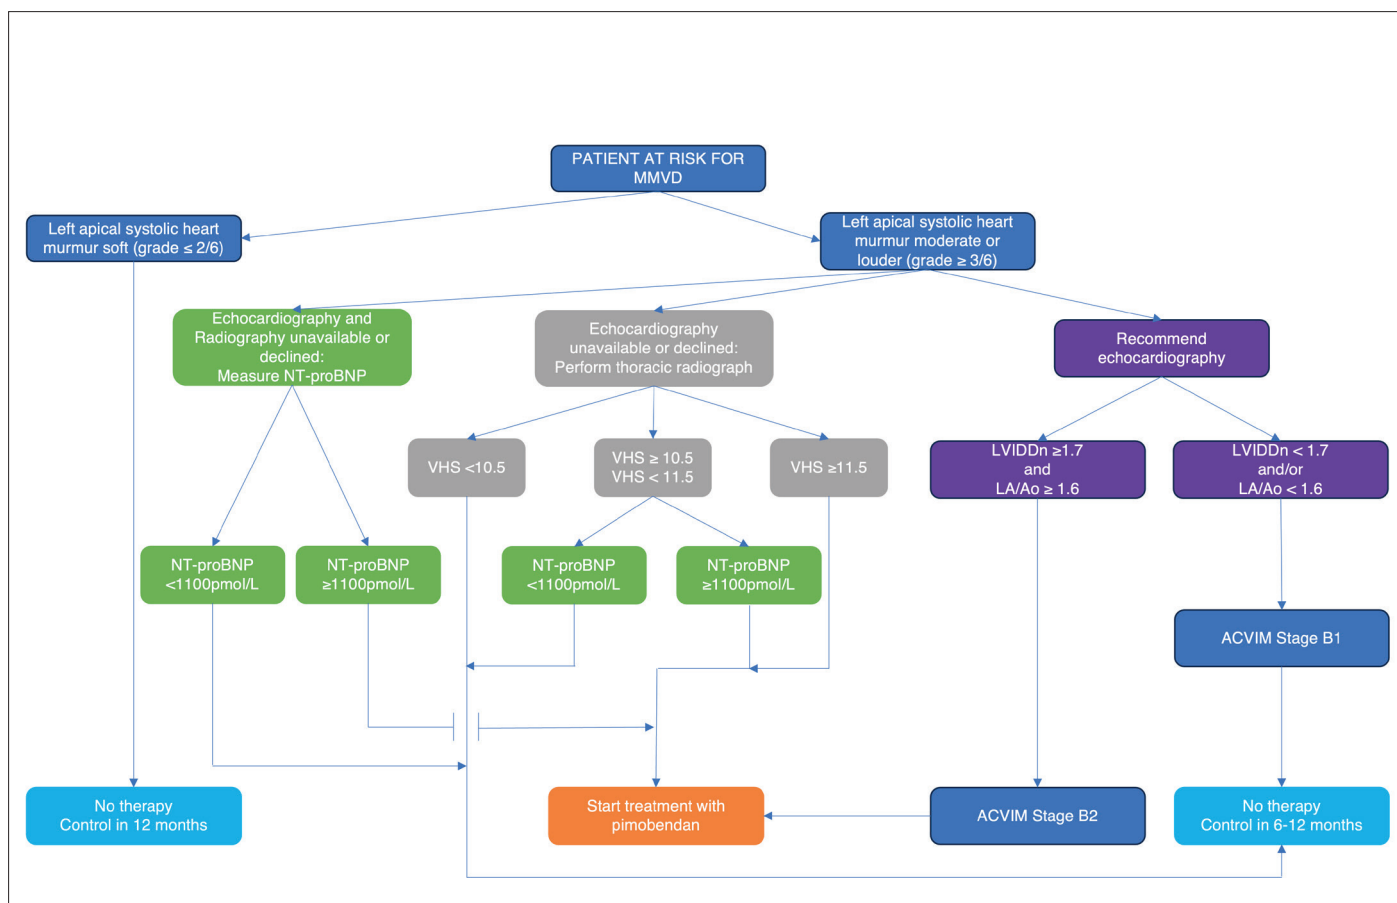 PATIENT AT RISK FOR
MMVD
Left apical systolic heart
murmur soft (grade ≤ 2/6)
Left apical systolic heart
murmur moderate or
louder (grade ≥ 3/6)
Echocardiography and
Radiography unavailable or
declined:
Measure NT-proBNP
Echocardiography
unavailable or declined:
Perform thoracic radiograph
Recommend
echocardiography
VHS <10.5
VHS ≥ 10.5
VHS < 11.5
VHS ≥11.5
LVIDDn ≥1.7
and
LA/Ao ≥ 1.6
LVIDDn < 1.7
and/or
LA/Ao < 1.6
NT-proBNP
<1100pmol/L
NT-proBNP
≥1100pmol/L
NT-proBNP
<1100pmol/L
NT-proBNP
≥1100pmol/L
ACVIM Stage B1
No therapy
Control in 12 months
Start treatment with
pimobendan
ACVIM Stage B2
No therapy
Control in 6-12 months